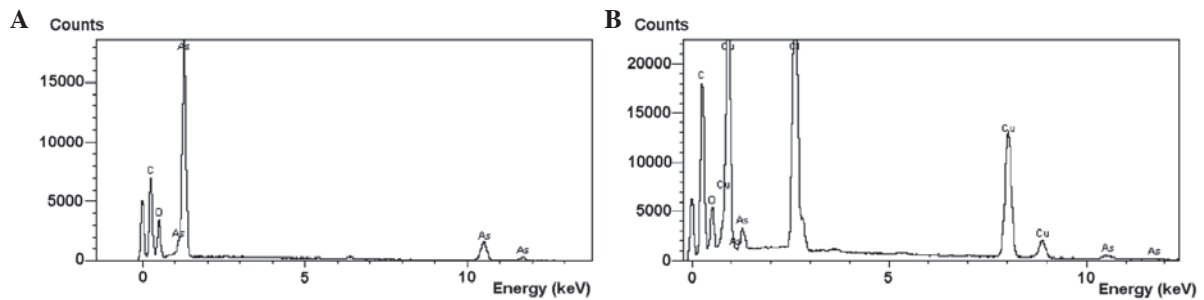 A
Counts
As
15000
10000
C
5000
O
As
As
As
0
0
5
10
Energy (keV)
B
Counts
Cu
Cl
20000
C
15000
Cu
10000
Cu
O
5000
As
As
Cu
As
As
0
0
5
10
Energy (keV)